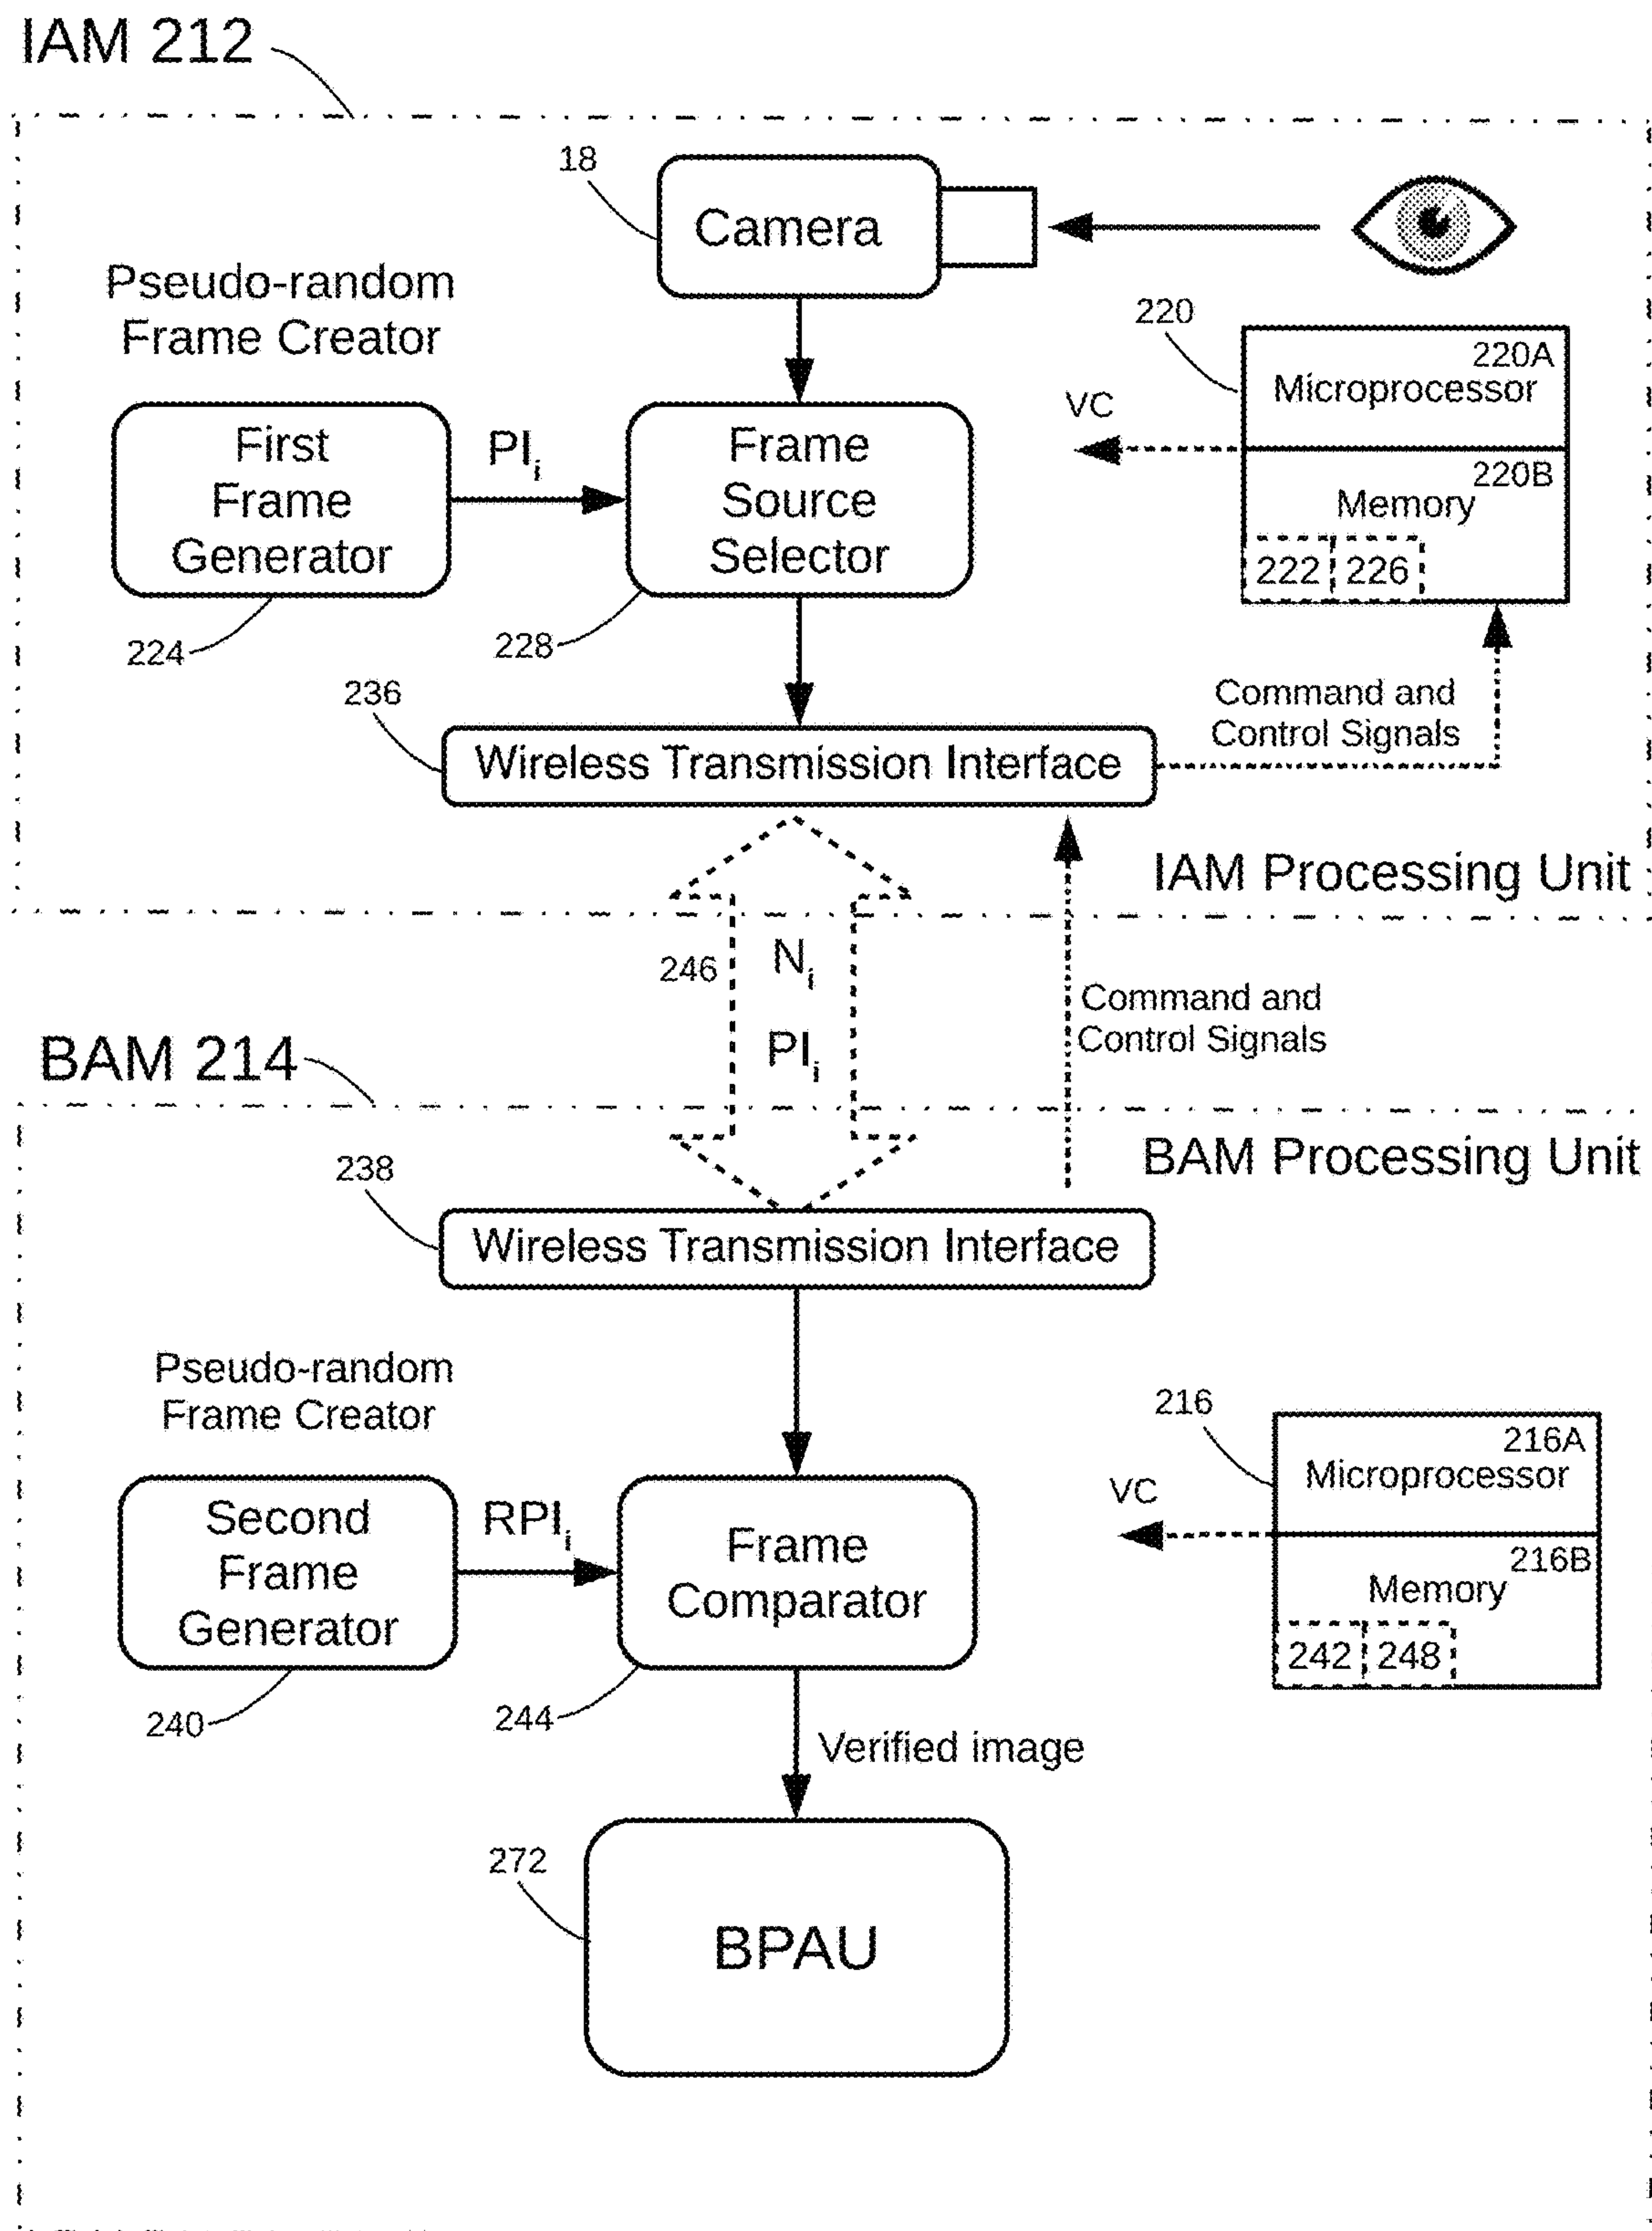 IAM 212
18
Camera
Pseudo-random
Frame Creator
220
220A
Microprocessor
VC
220B
Memory
222
226
First
Frame
Generator
PIi
Frame
Source
Selector
224
228
236
Command and
Control Signals
Wireless Transmission Interface
IAM Processing Unit
246
Ni
PIi
Command and
Control Signals
BAM 214
BAM Processing Unit
238
Wireless Transmission Interface
Pseudo-random
Frame Creator
216
216A
Microprocessor
VC
216B
Memory
242
248
Second
Frame
Generator
RPIi
Frame
Comparator
240
244
Verified image
272
BPAU